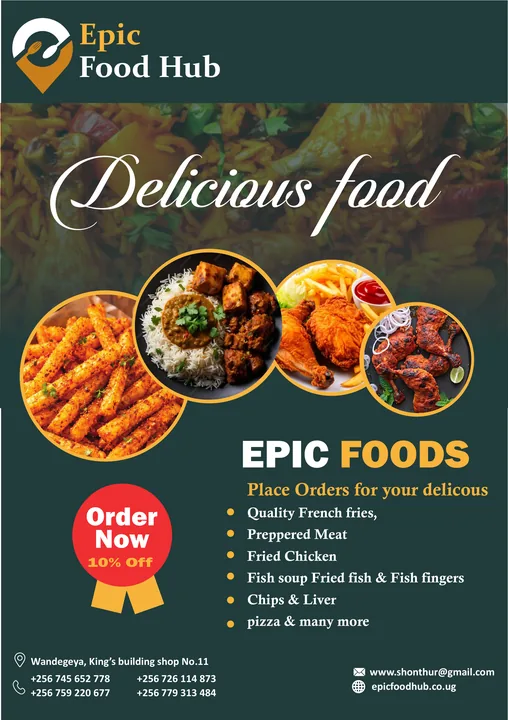 Epic
Food Hub
Delicious food
EPIC FOODS
Place Orders for your delicous
Quality French fries,
Preppered Meat
Fried Chicken
Fish soup Fried fish & Fish fingers
Chips & Liver
pizza & many more
Order
Now
10% Off
Wandegeya, King's building shop No.11
+256 745 652 778 +256 726 114 873
+256 759 220 677 +256 779 313 484
www.shonthur@gmail.com
epicfoodhub.co.ug